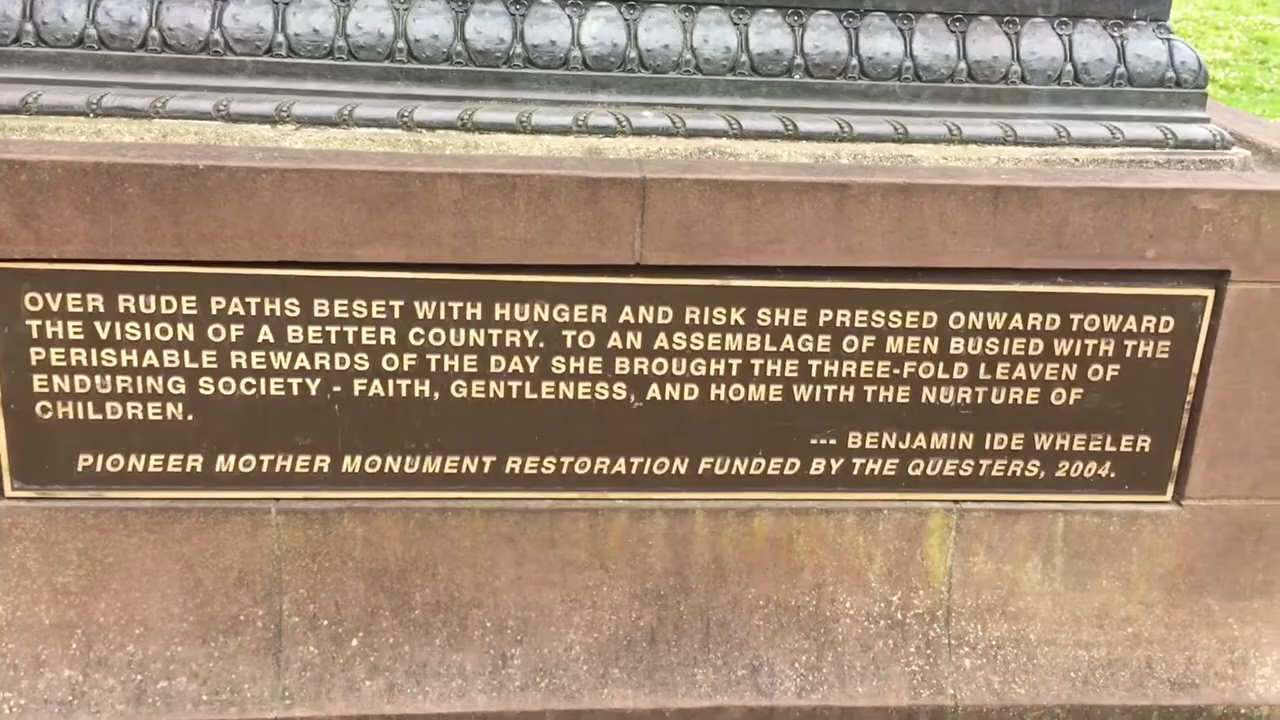 OVER RUDE PATHS BESET WITH HUNGER AND RISK SHE PRESSED ONWARD TOWARD
THE VISION OF A BETTER COUNTRY. TO AN ASSEMBLAGE OF MEN BUSIED WITH THE
PERISHABLE REWARDS OF THE DAY SHE BROUGHT THE THREE-FOLD LEAVEN OF
ENDURING SOCIETY - FAITH, GENTLENESS, AND HOME WITH THE NURTURE OF
CHILDREN.
--- BENJAMIN IDE WHEELER
PIONEER MOTHER MONUMENT RESTORATION FUNDED BY THE QUESTERS, 2004.